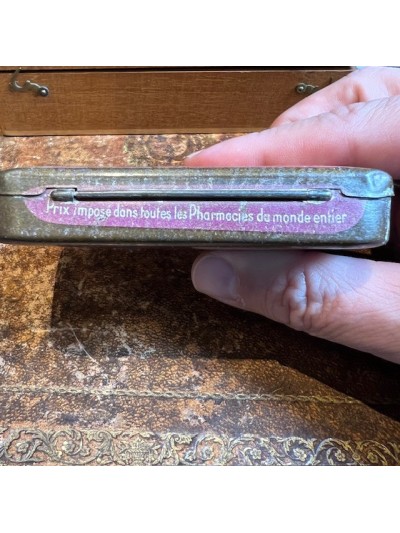 Prix imposé dans toutes les Pharmacies du monde entier